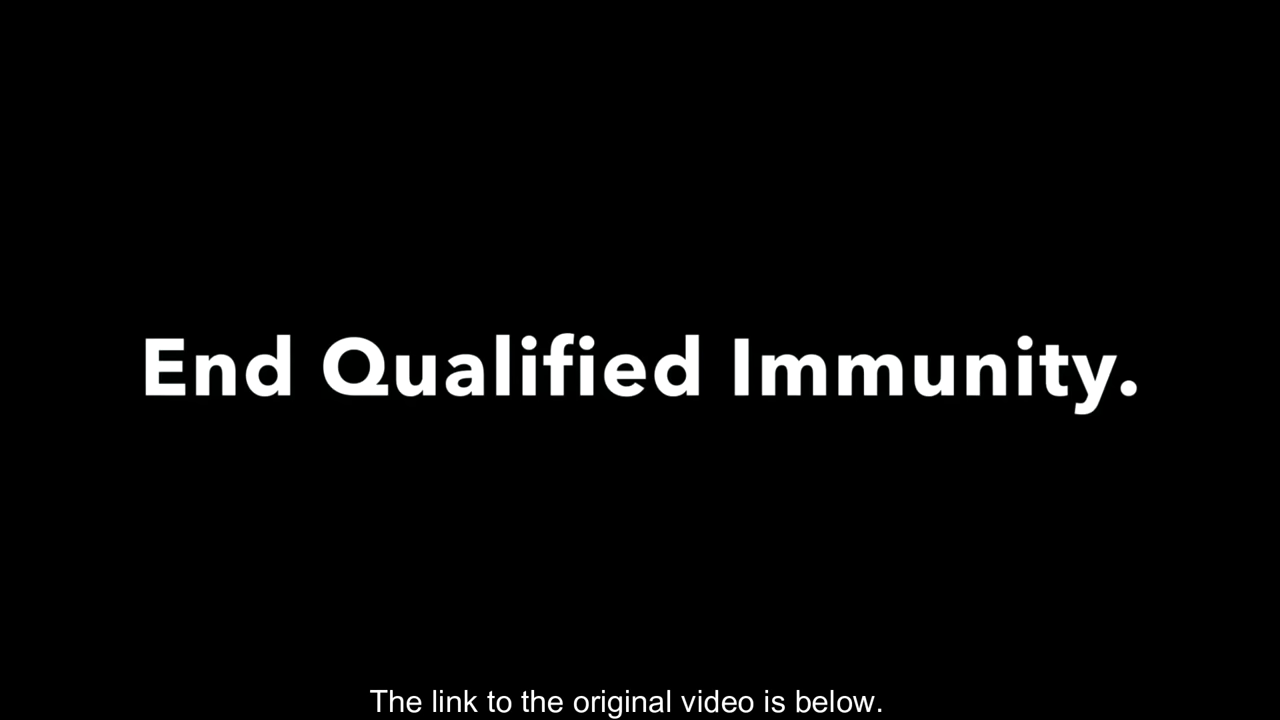 End Qualified Immunity.
The link to the original video is below.